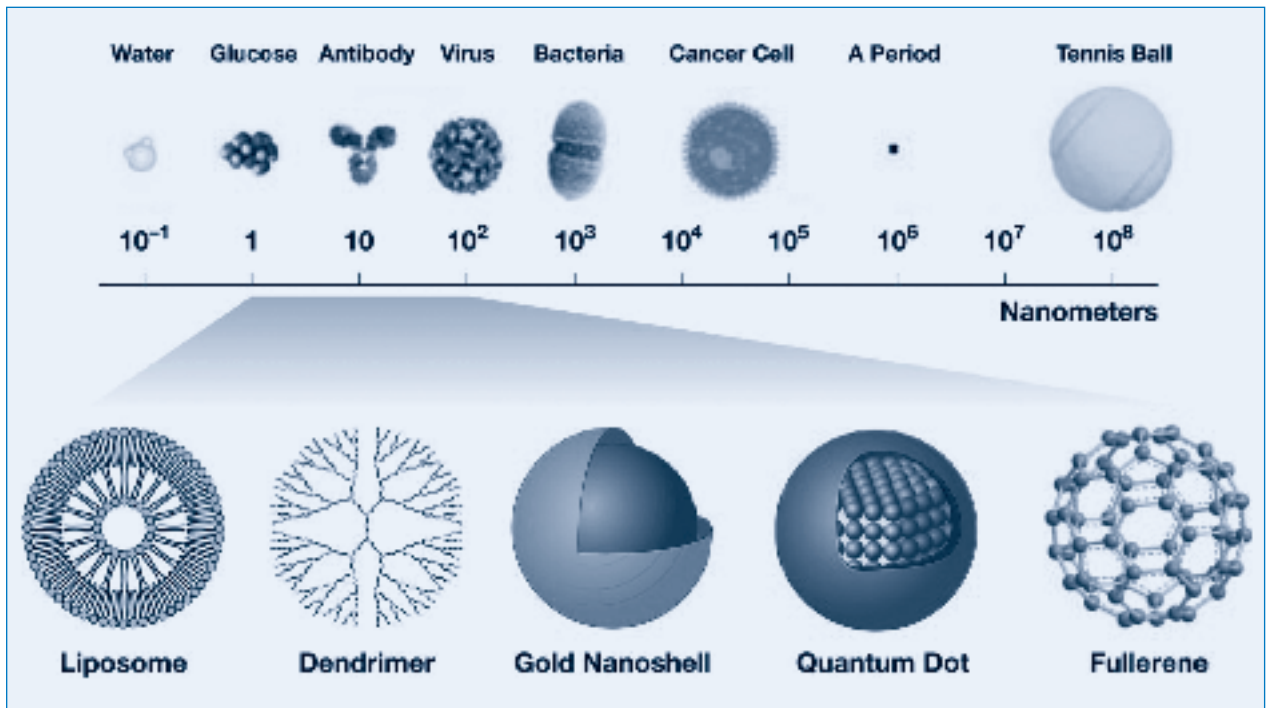 Water Glucose Antibody Virus Bacteria Cancer Cell A Period Tennis Ball
10⁻¹ 1 10 10² 10³ 10⁴ 10⁵ 10⁶ 10⁷ 10⁸
Nanometers
Liposome Dendrimer Gold Nanoshell Quantum Dot Fullerene